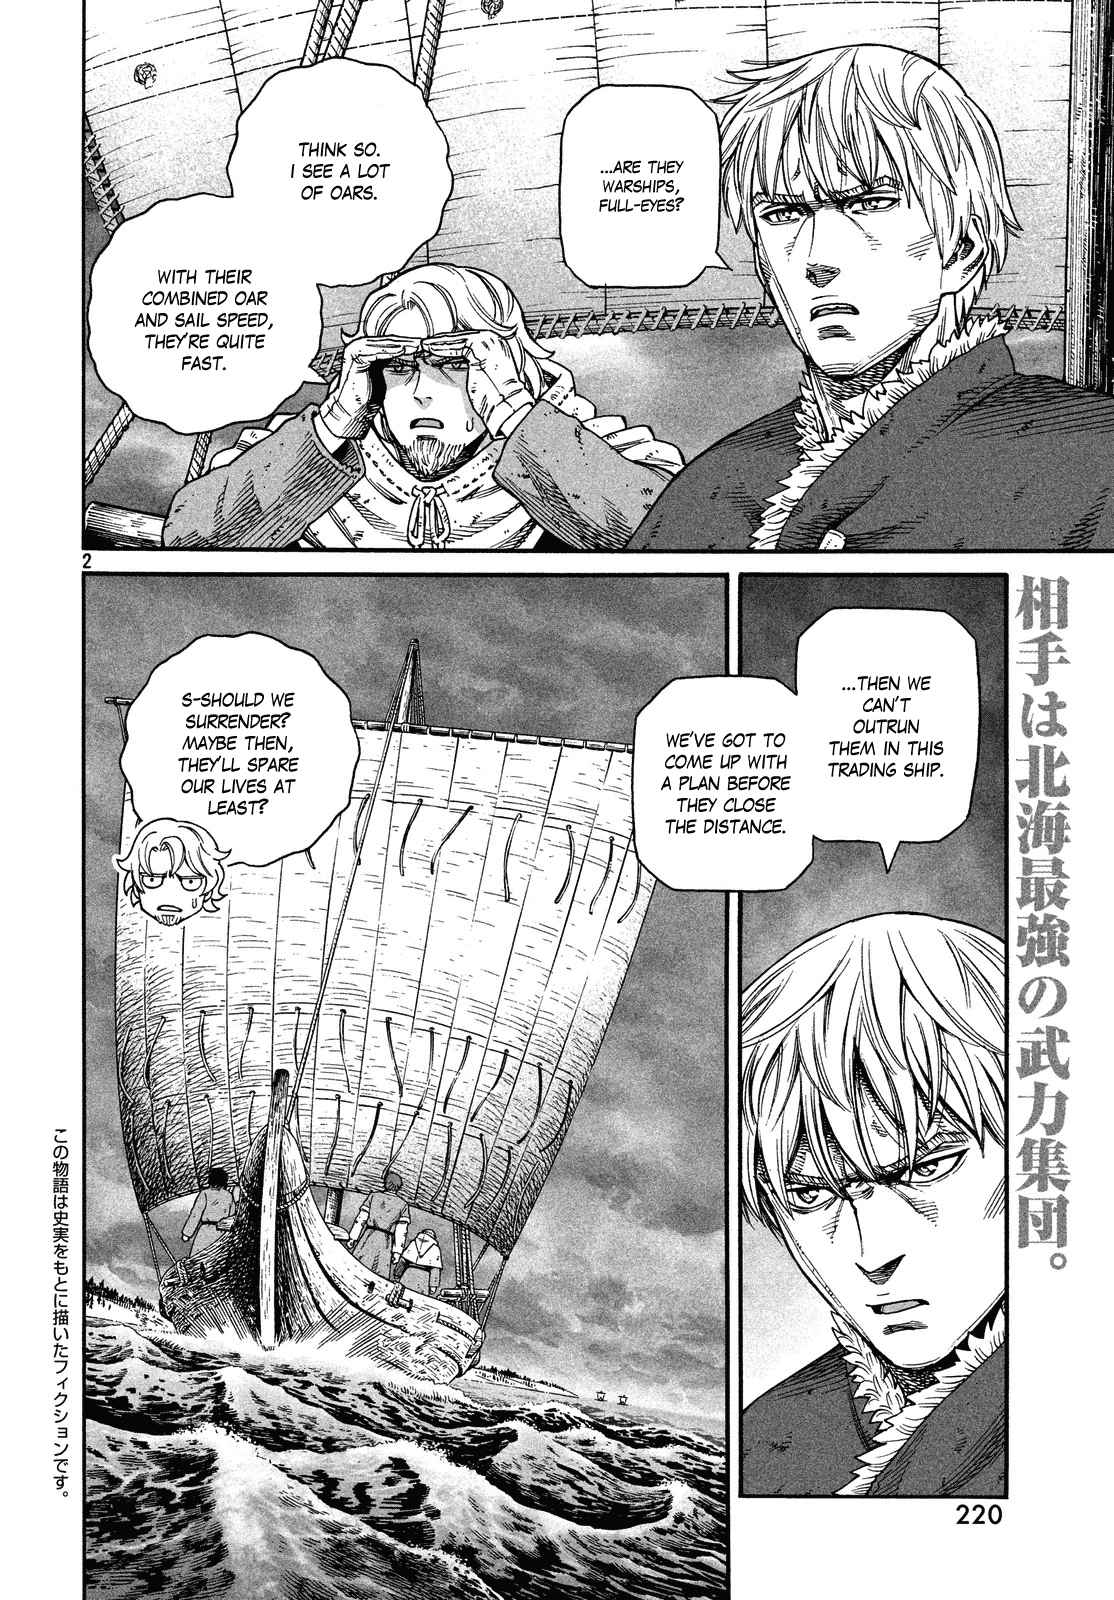 ...ARE THEY
WARSHIPS,
FULL-EYES?
THINK SO.
I SEE A LOT
OF OARS.
WITH THEIR
COMBINED OAR
AND SAIL SPEED,
THEY'RE QUITE
FAST.
2
相手は北海最強の武力集団。
...THEN WE
CAN'T
OUTRUN
THEM IN THIS
TRADING SHIP.
WE'VE GOT TO
COME UP WITH
A PLAN BEFORE
THEY CLOSE
THE DISTANCE.
S-SHOULD WE
SURRENDER?
MAYBE THEN,
THEY'LL SPARE
OUR LIVES AT
LEAST?
この物語は史実をもとに描いたフィクションです。
220